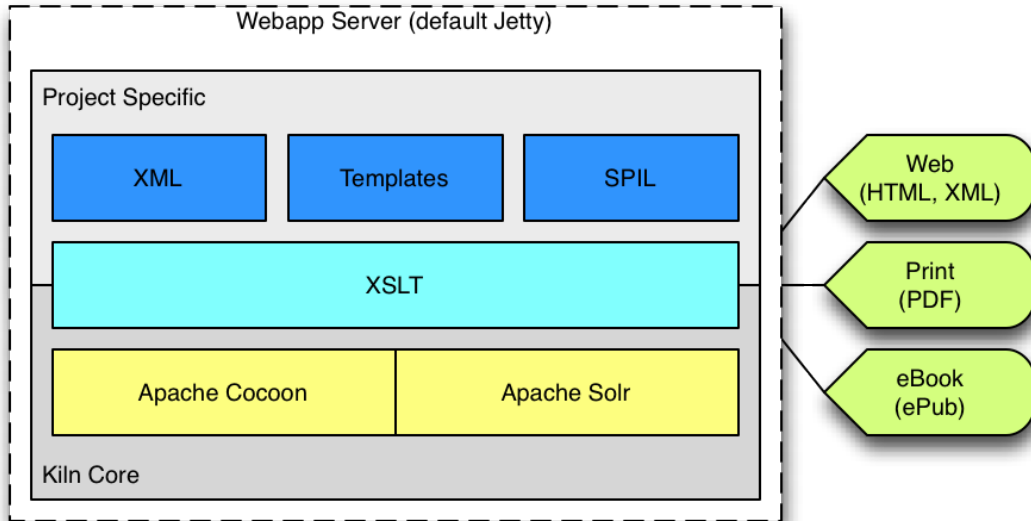 Webapp Server (default Jetty)
Project Specific
XML
Templates
SPIL
XSLT
Apache Cocoon
Apache Solr
Kiln Core
Web
(HTML, XML)
Print
(PDF)
eBook
(ePub)